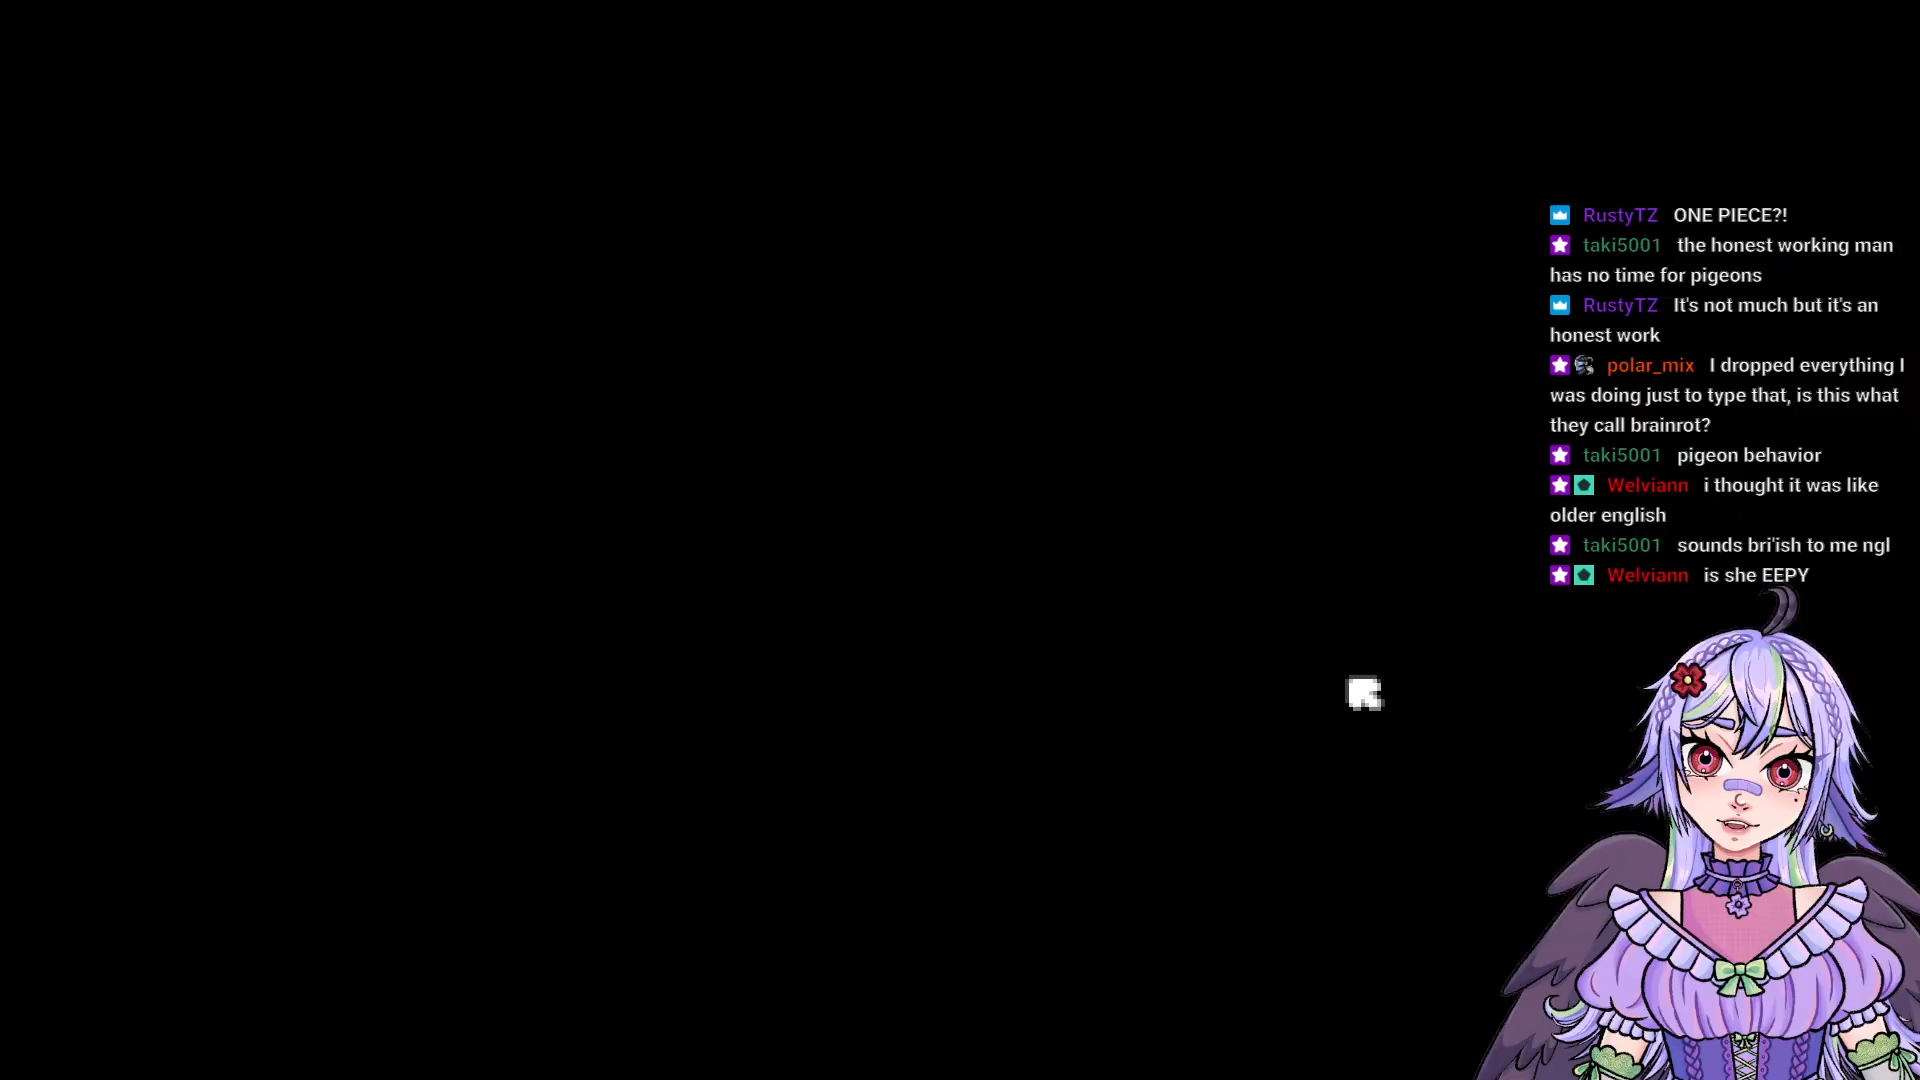 RustyTZ ONE PIECE?!
taki5001 the honest working man
has no time for pigeons
RustyTZ It's not much but it's an
honest work
polar_mix I dropped everything I
was doing just to type that, is this what
they call brainrot?
taki5001 pigeon behavior
Welviann i thought it was like
older english
taki5001 sounds bri'ish to me ngl
Welviann is she EEPY